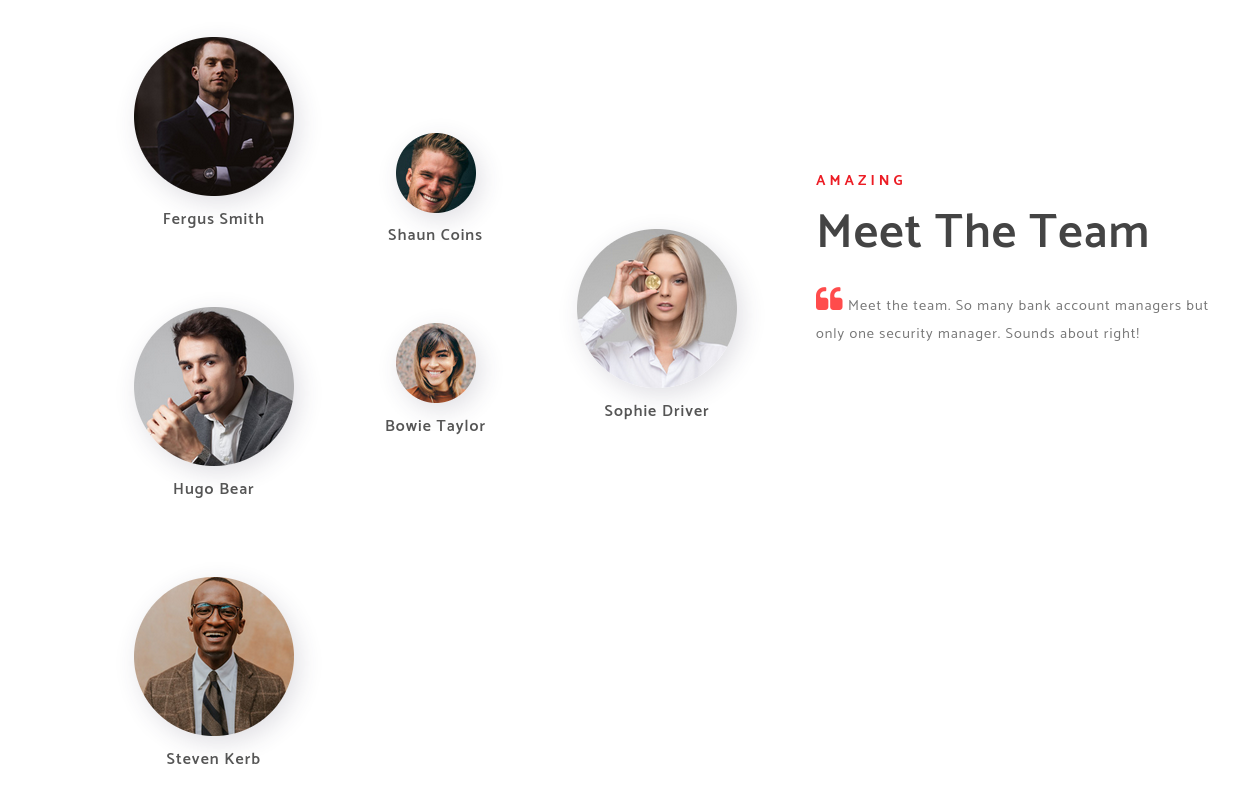 Fergus Smith
Shaun Coins
Sophie Driver
Hugo Bear
Bowie Taylor
Steven Kerb
AMAZING
Meet The Team
❝ Meet the team. So many bank account managers but
only one security manager. Sounds about right!